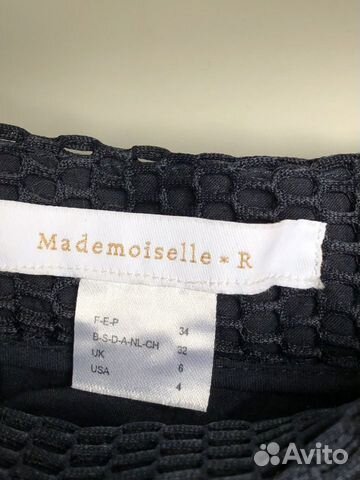 Mademoiselle * R
F-E-P 34
B-S-D-A-NL-CH 32
UK 6
USA 4
Avito